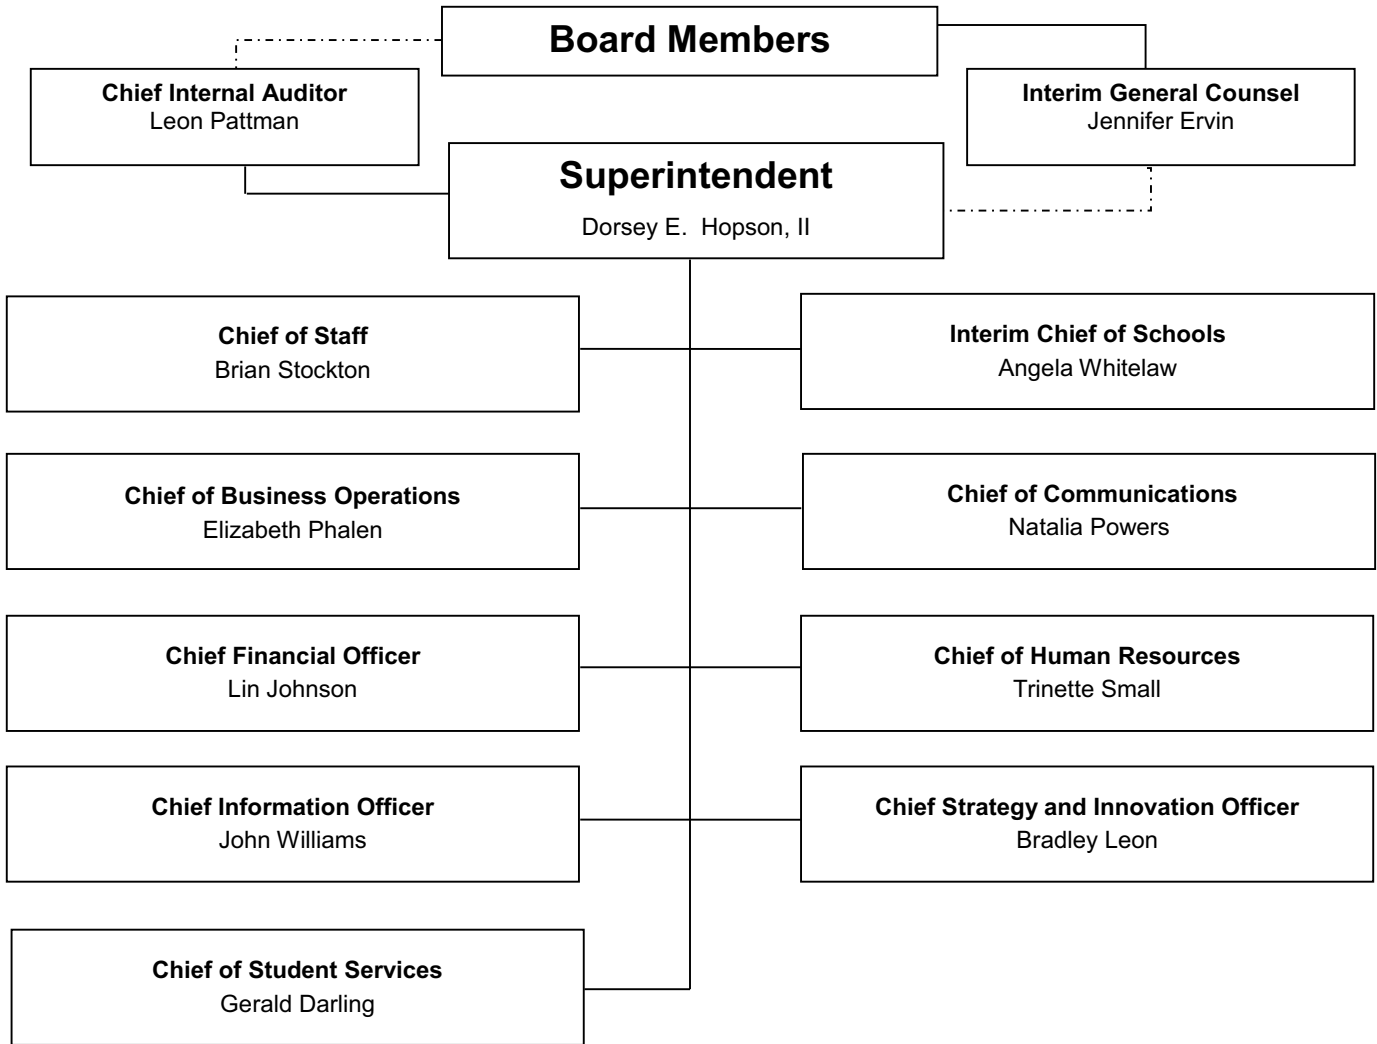 Board Members
Chief Internal Auditor
Leon Pattman
Interim General Counsel
Jennifer Ervin
Superintendent
Dorsey E. Hopson, II
Chief of Staff
Brian Stockton
Interim Chief of Schools
Angela Whitelaw
Chief of Business Operations
Elizabeth Phalen
Chief of Communications
Natalia Powers
Chief Financial Officer
Lin Johnson
Chief of Human Resources
Trinette Small
Chief Information Officer
John Williams
Chief Strategy and Innovation Officer
Bradley Leon
Chief of Student Services
Gerald Darling